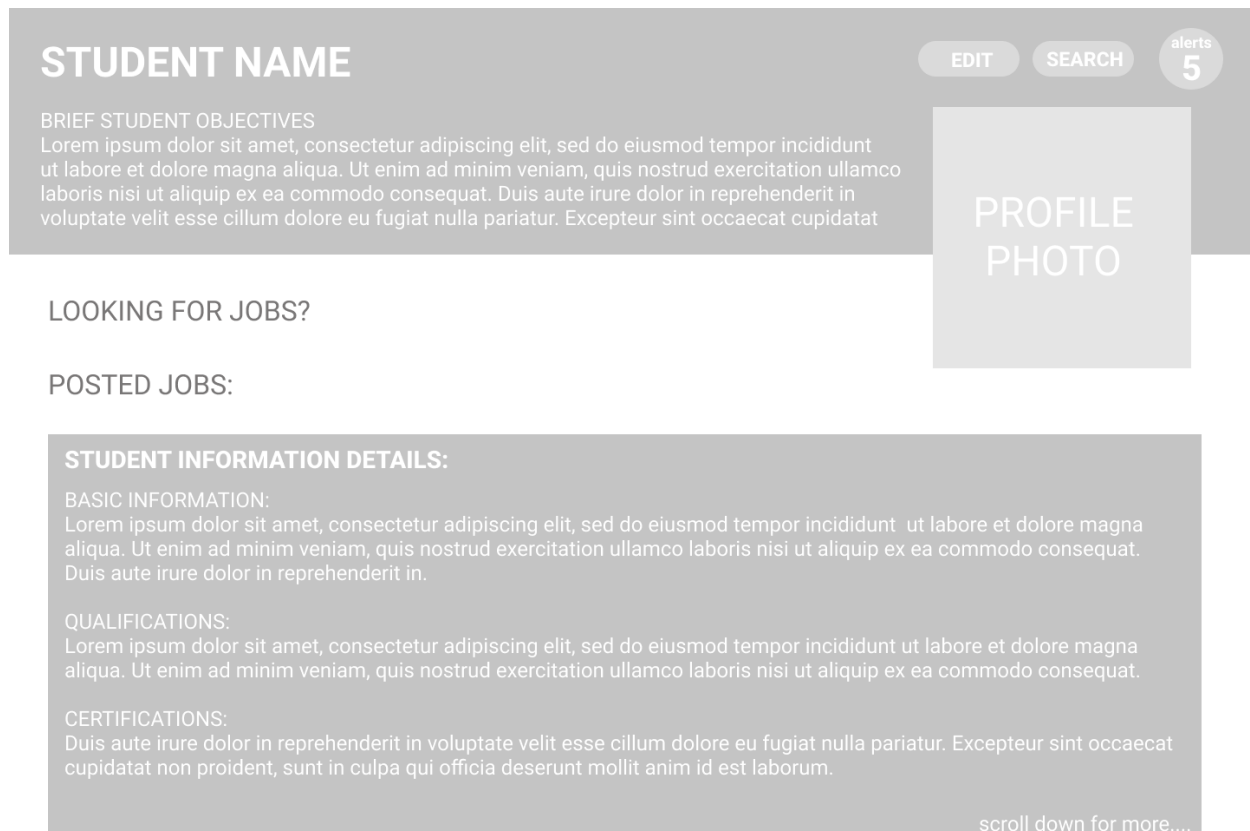 STUDENT NAME
EDIT
SEARCH
alerts
5
BRIEF STUDENT OBJECTIVES
Lorem ipsum dolor sit amet, consectetur adipiscing elit, sed do eiusmod tempor incididunt
ut labore et dolore magna aliqua. Ut enim ad minim veniam, quis nostrud exercitation ullamco
laboris nisi ut aliquip ex ea commodo consequat. Duis aute irure dolor in reprehenderit in
voluptate velit esse cillum dolore eu fugiat nulla pariatur. Excepteur sint occaecat cupidatat
PROFILE
PHOTO
LOOKING FOR JOBS?
POSTED JOBS:
STUDENT INFORMATION DETAILS:
BASIC INFORMATION:
Lorem ipsum dolor sit amet, consectetur adipiscing elit, sed do eiusmod tempor incididunt  ut labore et dolore magna
aliqua. Ut enim ad minim veniam, quis nostrud exercitation ullamco laboris nisi ut aliquip ex ea commodo consequat.
Duis aute irure dolor in reprehenderit in.
QUALIFICATIONS:
Lorem ipsum dolor sit amet, consectetur adipiscing elit, sed do eiusmod tempor incididunt ut labore et dolore magna
aliqua. Ut enim ad minim veniam, quis nostrud exercitation ullamco laboris nisi ut aliquip ex ea commodo consequat.
CERTIFICATIONS:
Duis aute irure dolor in reprehenderit in voluptate velit esse cillum dolore eu fugiat nulla pariatur. Excepteur sint occaecat
cupidatat non proident, sunt in culpa qui officia deserunt mollit anim id est laborum.
scroll down for more....